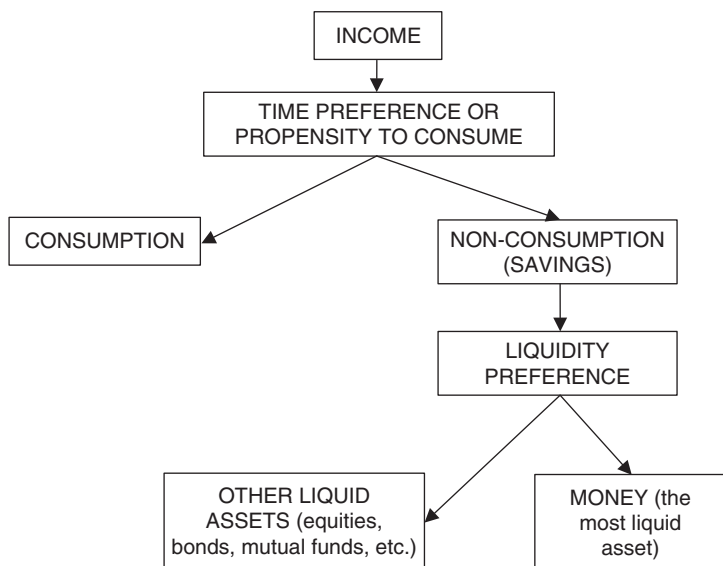 INCOME
TIME PREFERENCE OR
PROPENSITY TO CONSUME
CONSUMPTION
NON-CONSUMPTION
(SAVINGS)
LIQUIDITY
PREFERENCE
OTHER LIQUID
ASSETS (equities,
bonds, mutual funds, etc.)
MONEY (the
most liquid
asset)